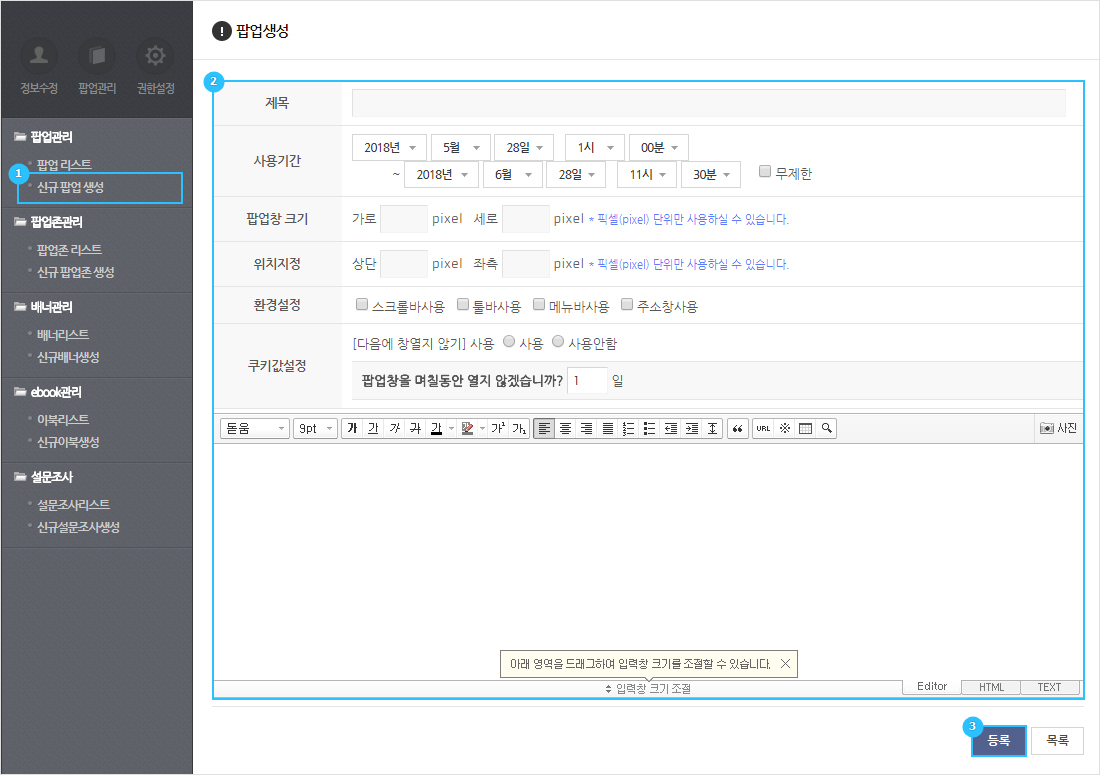 ! 팝업생성
정보수정 팝업관리 권한설정
팝업관리
팝업 리스트
1
신규 팝업 생성
팝업존관리
팝업존 리스트
신규 팝업존 생성
배너관리
배너리스트
신규배너생성
ebook관리
이북리스트
신규이북생성
설문조사
설문조사리스트
신규설문조사생성
2
제목
사용기간 2018년 5월 28일 1시 00분
~ 2018년 6월 28일 11시 30분 무제한
팝업창 크기 가로 pixel 세로 pixel * 픽셀(pixel) 단위만 사용하실 수 있습니다.
위치지정 상단 pixel 좌측 pixel * 픽셀(pixel) 단위만 사용하실 수 있습니다.
환경설정 스크롤바사용 툴바사용 메뉴바사용 주소창사용
쿠키값설정 [다음에 창열지 않기] 사용 사용 사용안함
팝업창을 며칠동안 열지 않겠습니까? 1 일
돋움 9pt 가 가 가 가 가 가¹ 가₁ “ URL ※ 사진
아래 영역을 드래그하여 입력창 크기를 조절할 수 있습니다.
입력창 크기 조절 Editor HTML TEXT
3
등록 목록